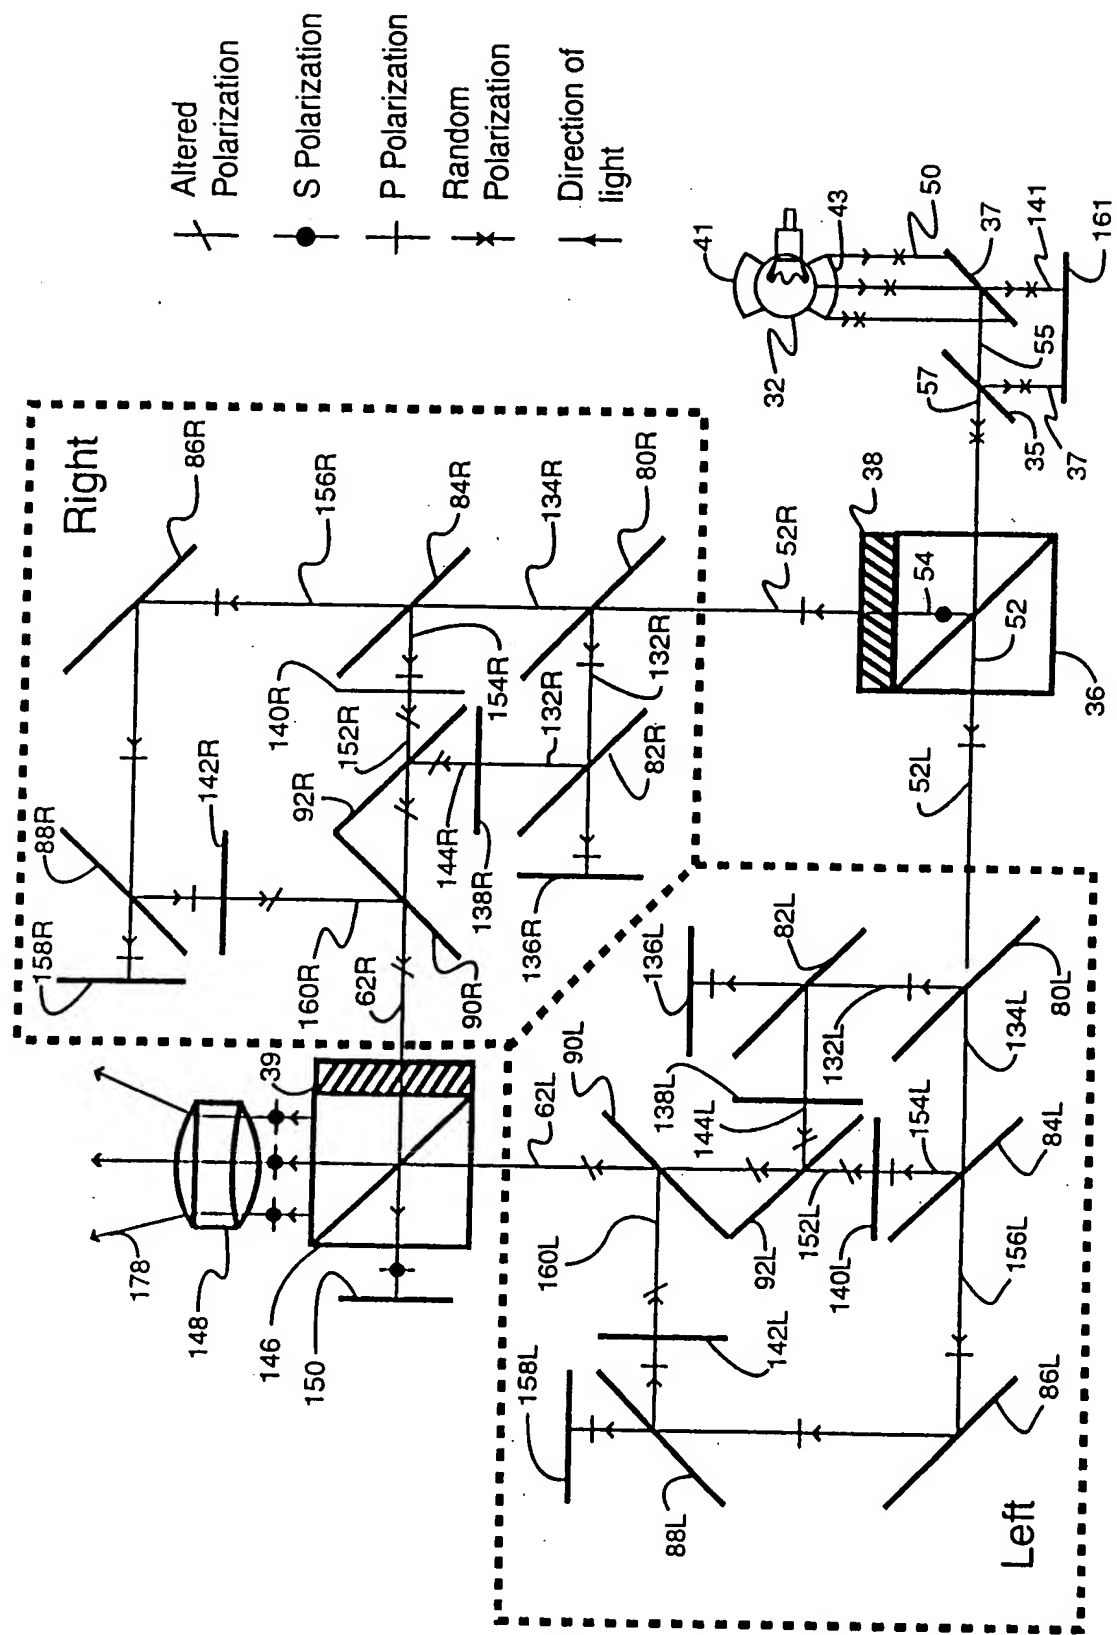 Altered
Polarization
S Polarization
P Polarization
Random
Polarization
Direction of
light
Right
86R
156R
84R
134R
80R
52R
38
54
52
36
52L
88R
142R
158R
140R
152R
92R
154R
132R
132R
82R
144R
138R
136R
160R
62R
90R
41
32
43
50
37
141
161
55
57
35
37
39
178
148
146
150
62L
90L
136L
82L
138L
132L
144L
80L
134L
154L
84L
152L
140L
92L
160L
156L
142L
158L
88L
86L
Left